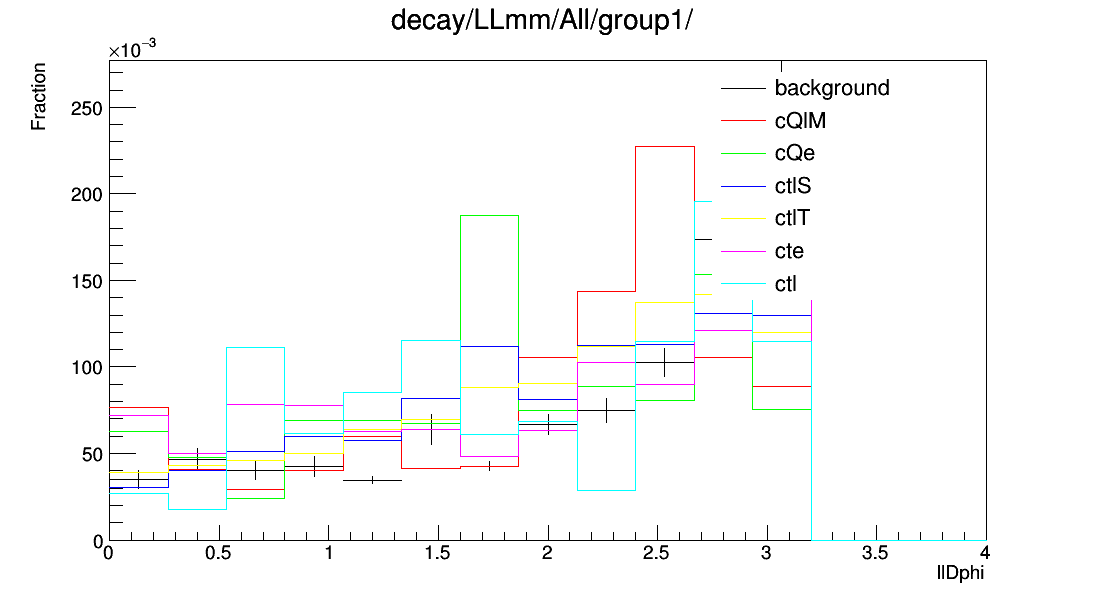 decay/LLmm/All/group1/
×10⁻³
Fraction
250
200
150
100
50
0
background
cQlM
cQe
ctlS
ctlT
cte
ctl
0 0.5 1 1.5 2 2.5 3 3.5 4
llDphi